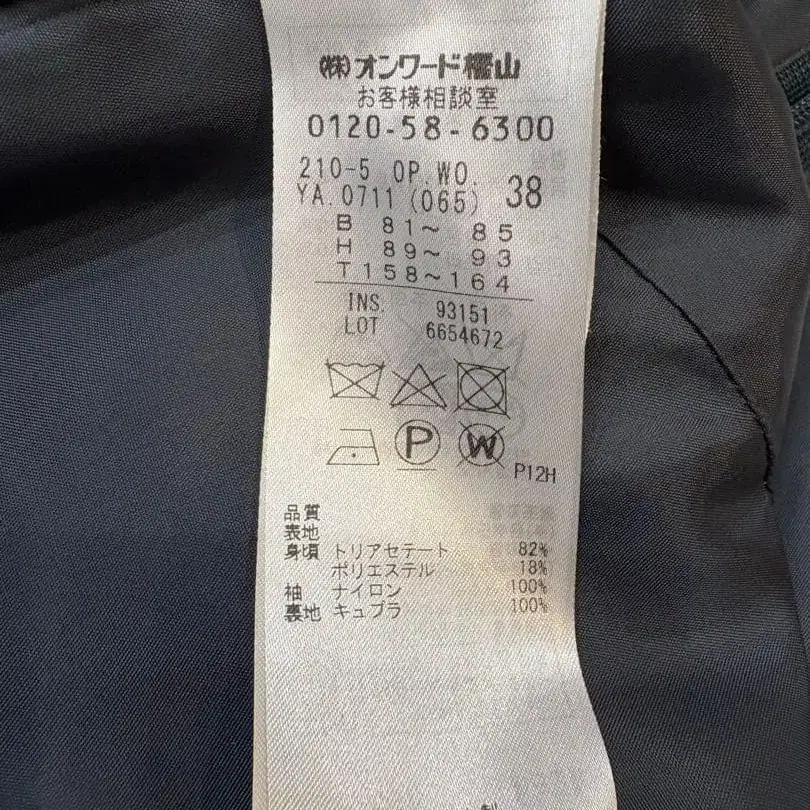 (株)オンワード樫山
お客様相談室
0120-58-6300
210-5 OP.WO.
YA.0711 (065) 38
B 81〜 85
H 89〜 93
T 158〜164
INS. 93151
LOT 6654672
P W
P12H
品質
表地
身頃 トリアセテート 82%
ポリエステル 18%
袖 ナイロン 100%
裏地 キュプラ 100%
製